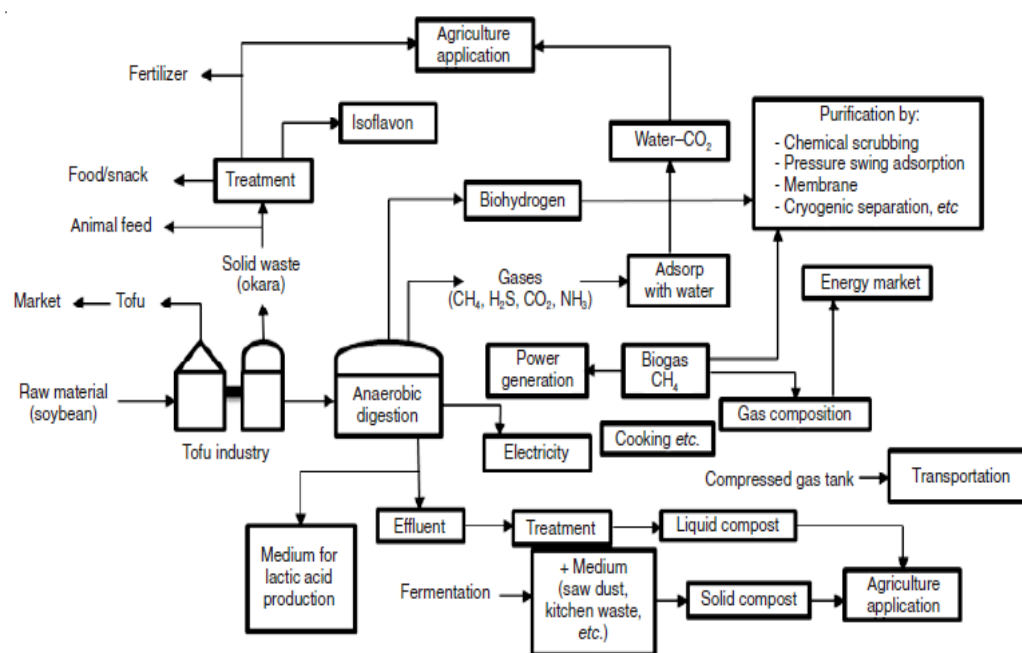 Agriculture
application
Fertilizer
Isoflavon
Purification by:
- Chemical scrubbing
- Pressure swing adsorption
- Membrane
- Cryogenic separation, etc
Water–CO₂
Food/snack
Treatment
Biohydrogen
Animal feed
Solid waste
(okara)
Gases
(CH₄, H₂S, CO₂, NH₃)
Adsorp
with water
Energy market
Market
Tofu
Power
generation
Biogas
CH₄
Raw material
(soybean)
Anaerobic
digestion
Gas composition
Tofu industry
Electricity
Cooking etc.
Compressed gas tank
Transportation
Effluent
Treatment
Liquid compost
Medium for
lactic acid
production
Fermentation
+ Medium
(saw dust,
kitchen waste,
etc.)
Solid compost
Agriculture
application